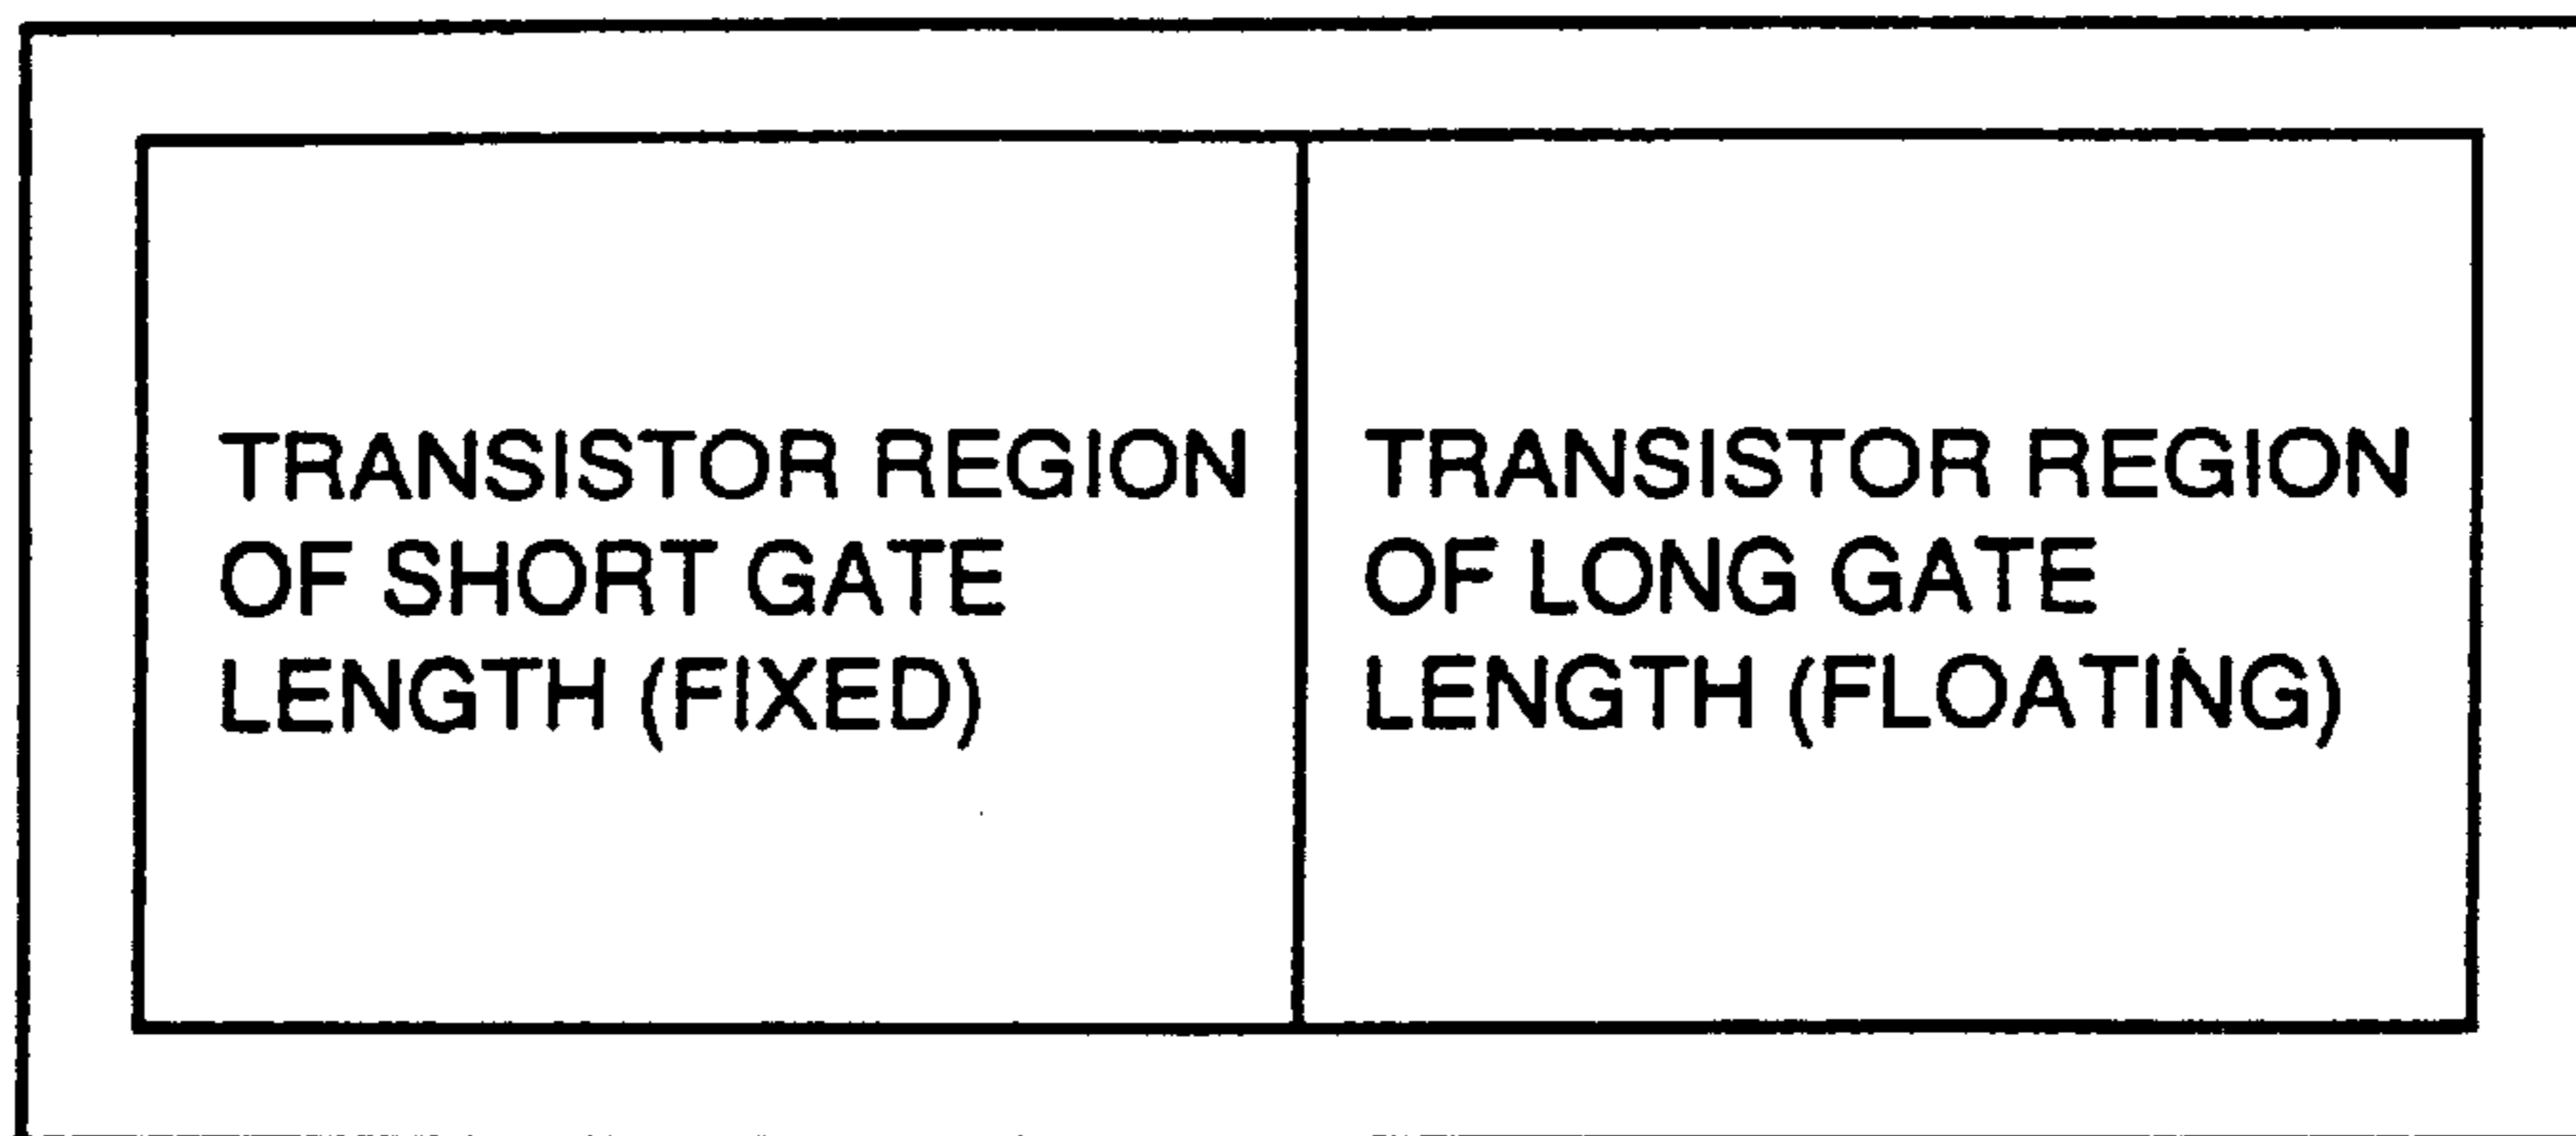 TRANSISTOR REGION
OF SHORT GATE
LENGTH (FIXED)
TRANSISTOR REGION
OF LONG GATE
LENGTH (FLOATING)